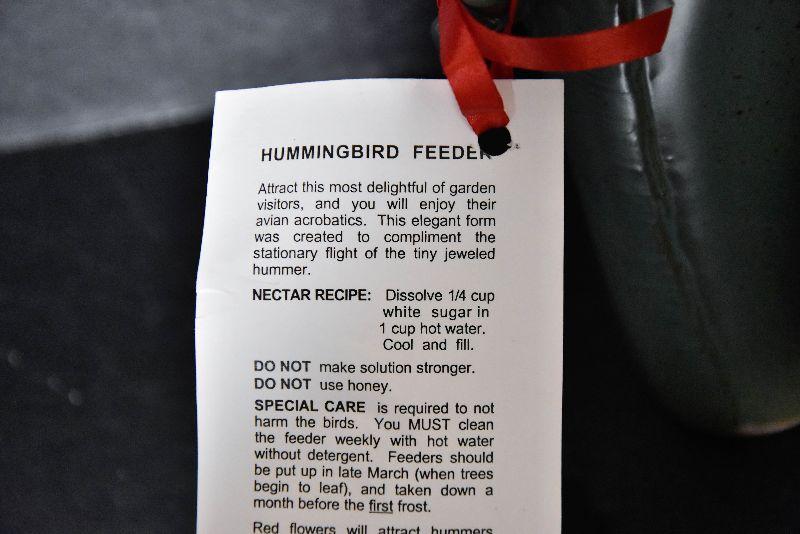 HUMMINGBIRD FEEDER
Attract this most delightful of garden
visitors, and you will enjoy their
avian acrobatics. This elegant form
was created to compliment the
stationary flight of the tiny jeweled
hummer.
NECTAR RECIPE: Dissolve 1/4 cup
white sugar in
1 cup hot water.
Cool and fill.
DO NOT make solution stronger.
DO NOT use honey.
SPECIAL CARE is required to not
harm the birds. You MUST clean
the feeder weekly with hot water
without detergent. Feeders should
be put up in late March (when trees
begin to leaf), and taken down a
month before the first frost.
Red flowers will attract hummers